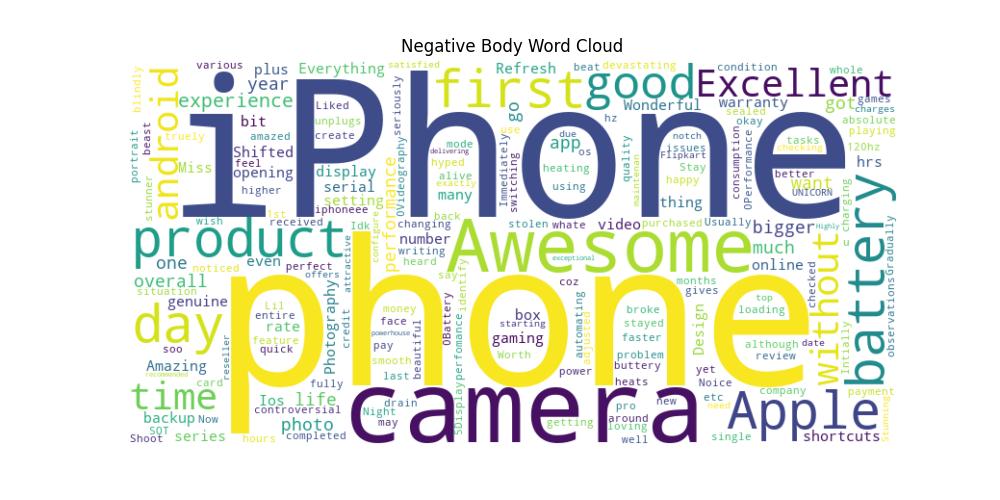 Negative Body Word Cloud
various plus Everything satisfied Refresh beat devastating condition whole
blindly android year seriously first good Excellent games
experience Liked go Wonderful warranty got charges
iPhone
portrait beast bit amazed unplugs create use hz sealed okay absolute playing
truely Shifted feel delivering mode due app os quality notch issues Flipkart consumption OPerformance tasks checking 120hz
Miss opening display hyped Immediately switching heating Stay better want hrs
stunner higher serial alive exactly using maintenan happy UNICORN
setting OVideography performance many thing charging
wish 1st received iphoneee back stolen whate video purchased Usually bigger Highly
product Idk configure changing number Awesome much without battery
one even attractive writing exceptional online
noticed perfect heard
overall offers say identify coz months checked observationsGradually
situation genuine Lil Photography credit money OBattery box automating adjusted gives top loading
day entire face starting broke Design
phone
rate powerhouse beautiful gaming stayed faster although date
soo feature pay Worth problem review Intially
Amazing quick smooth buttery yet
recommended reseller last power heats Noice company payment
time card fully drain 5Displayperfomance camera pro new etc need Apple Stunning
Ios life Night around
backup Now controversial may loving
SOT photo getting single
Shoot series hours completed well shortcuts